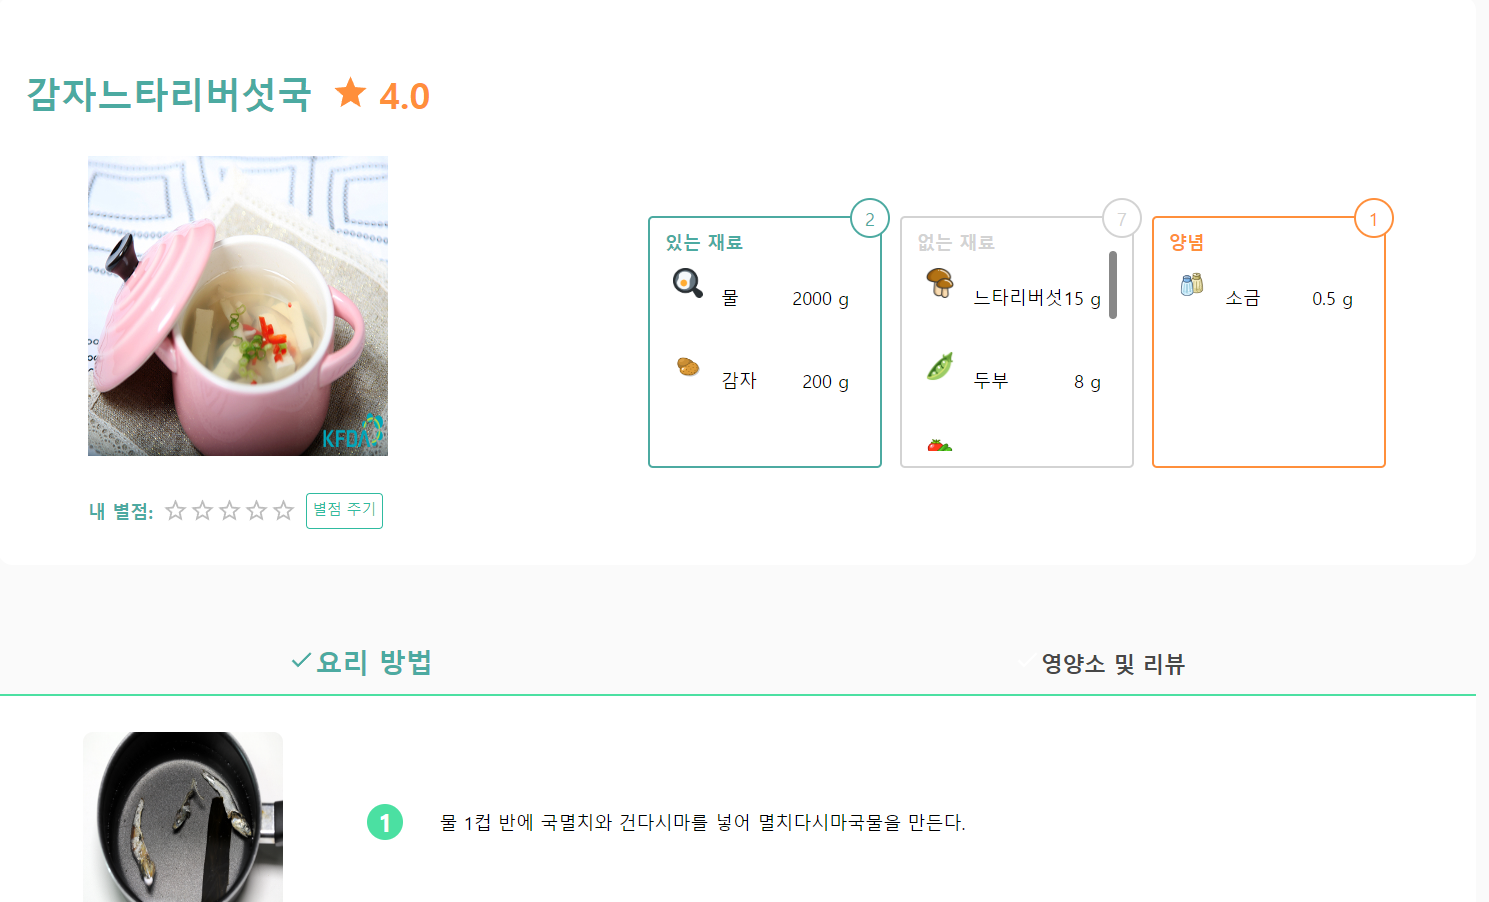 감자느타리버섯국 4.0
KFDA
내 별점: 별점 주기
있는 재료 2
물 2000 g
감자 200 g
없는 재료 7
느타리버섯15 g
두부 8 g
양념 1
소금 0.5 g
요리 방법
영양소 및 리뷰
1 물 1컵 반에 국멸치와 건다시마를 넣어 멸치다시마국물을 만든다.